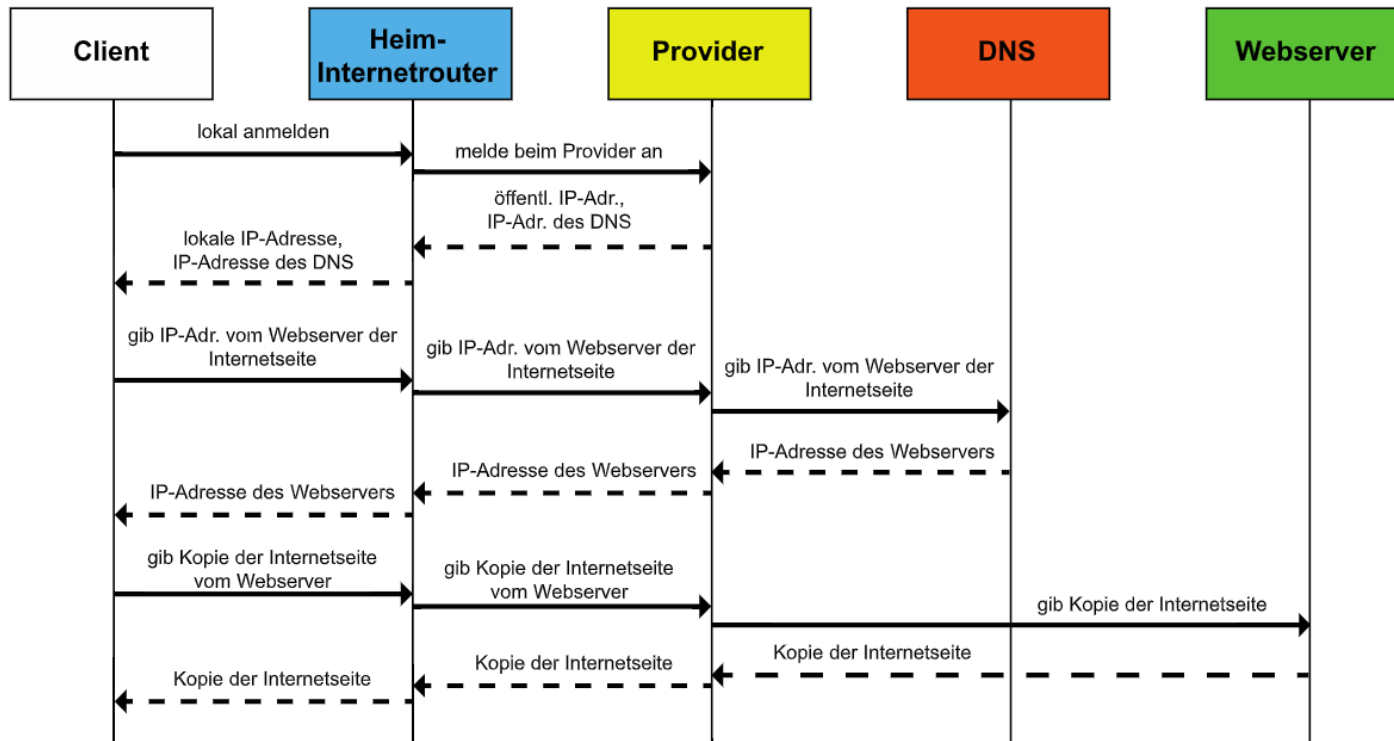 Client
Heim-
Internetrouter
Provider
DNS
Webserver
lokal anmelden
melde beim Provider an
öffentl. IP-Adr.,
IP-Adr. des DNS
lokale IP-Adresse,
IP-Adresse des DNS
gib IP-Adr. vom Webserver der
Internetseite
gib IP-Adr. vom Webserver der
Internetseite
gib IP-Adr. vom Webserver der
Internetseite
IP-Adresse des Webservers
IP-Adresse des Webservers
IP-Adresse des Webservers
gib Kopie der Internetseite
vom Webserver
gib Kopie der Internetseite
vom Webserver
gib Kopie der Internetseite
Kopie der Internetseite
Kopie der Internetseite
Kopie der Internetseite